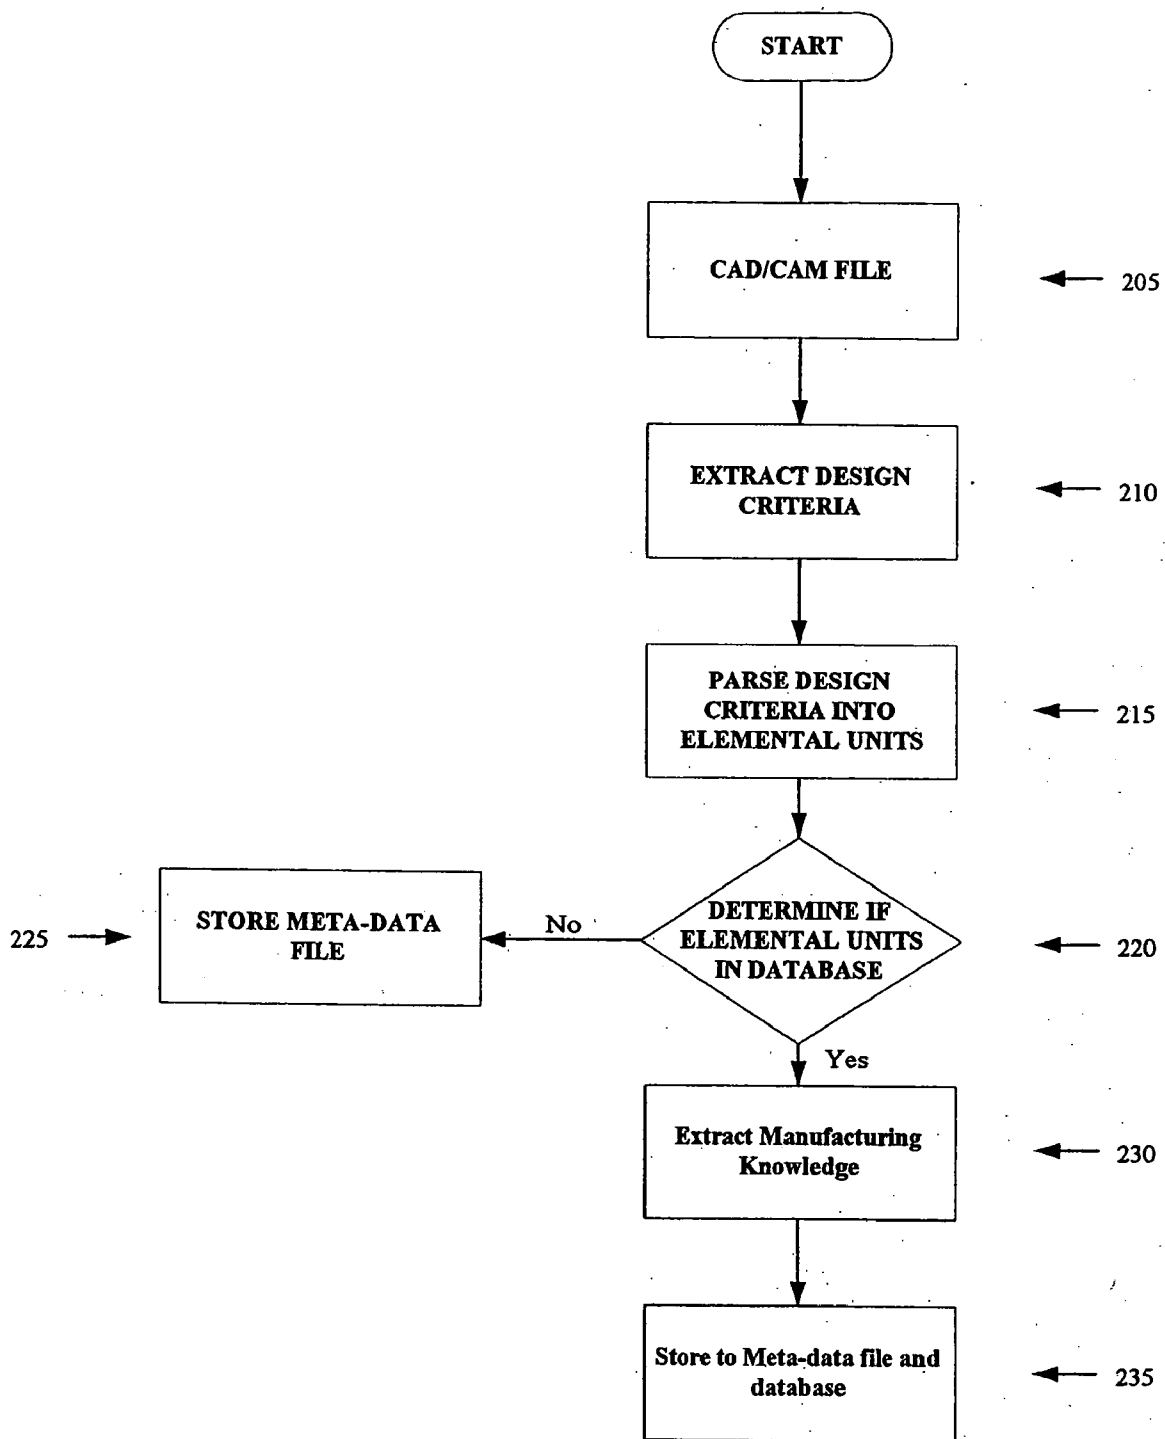 START
CAD/CAM FILE
205
EXTRACT DESIGN
CRITERIA
210
PARSE DESIGN
CRITERIA INTO
ELEMENTAL UNITS
215
DETERMINE IF
ELEMENTAL UNITS
IN DATABASE
220
No
STORE META-DATA
FILE
225
Yes
Extract Manufacturing
Knowledge
230
Store to Meta-data file and
database
235